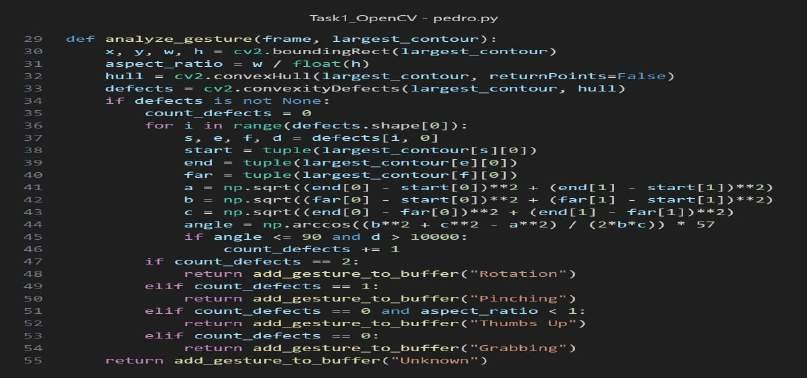 Task1_OpenCV - pedro.py
29 def analyze_gesture(frame, largest_contour):
30     x, y, w, h = cv2.boundingRect(largest_contour)
31     aspect_ratio = w / float(h)
32     hull = cv2.convexHull(largest_contour, returnPoints=False)
33     defects = cv2.convexityDefects(largest_contour, hull)
34     if defects is not None:
35         count_defects = 0
36         for i in range(defects.shape[0]):
37             s, e, f, d = defects[i, 0]
38             start = tuple(largest_contour[s][0])
39             end = tuple(largest_contour[e][0])
40             far = tuple(largest_contour[f][0])
41             a = np.sqrt((end[0] - start[0])**2 + (end[1] - start[1])**2)
42             b = np.sqrt((far[0] - start[0])**2 + (far[1] - start[1])**2)
43             c = np.sqrt((end[0] - far[0])**2 + (end[1] - far[1])**2)
44             angle = np.arccos((b**2 + c**2 - a**2) / (2*b*c)) * 57
45             if angle <= 90 and d > 10000:
46                 count_defects += 1
47         if count_defects == 2:
48             return add_gesture_to_buffer("Rotation")
49         elif count_defects == 1:
50             return add_gesture_to_buffer("Pinching")
51         elif count_defects == 0 and aspect_ratio < 1:
52             return add_gesture_to_buffer("Thumbs Up")
53         elif count_defects == 0:
54             return add_gesture_to_buffer("Grabbing")
55     return add_gesture_to_buffer("Unknown")